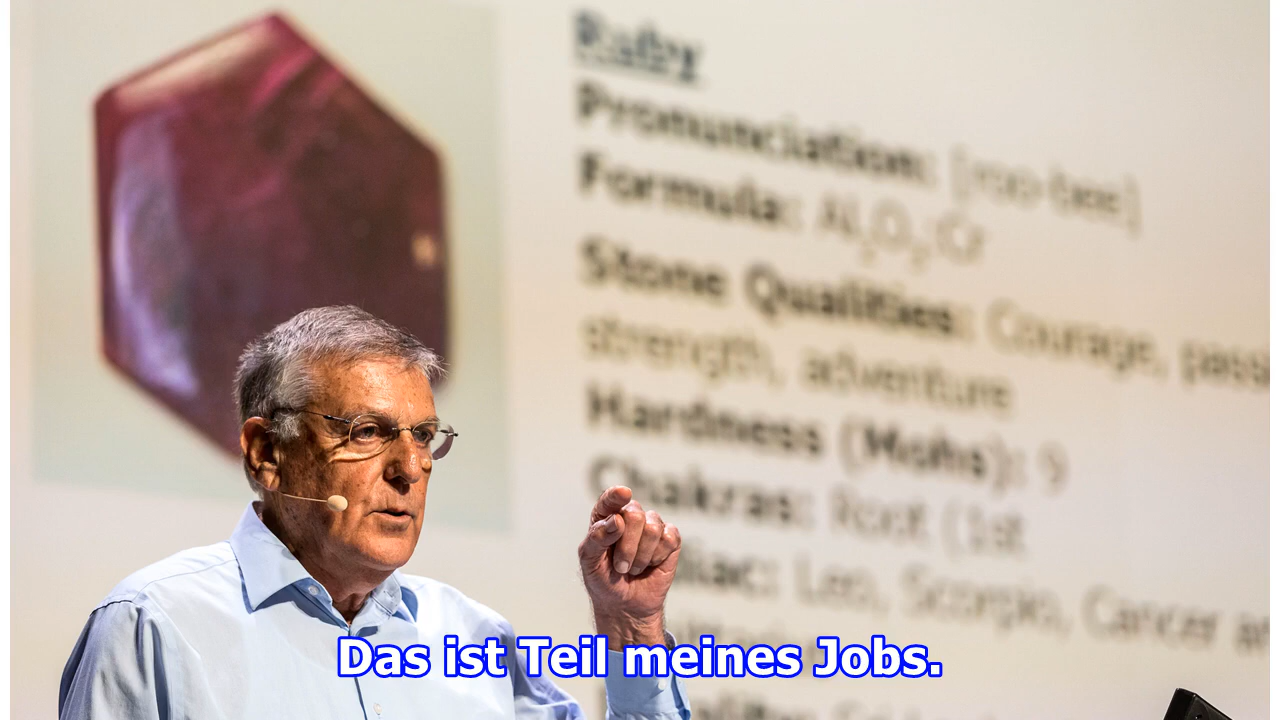 Ruby
Pronunciation: [roo-bee]
Formula: Al₂O₃:Cr
Stone Qualities: Courage,
strength, adventure
Hardness (Mohs): 9
Chakras: Root (1st
Leo, Scorpio, Cancer
Das ist Teil meines Jobs.